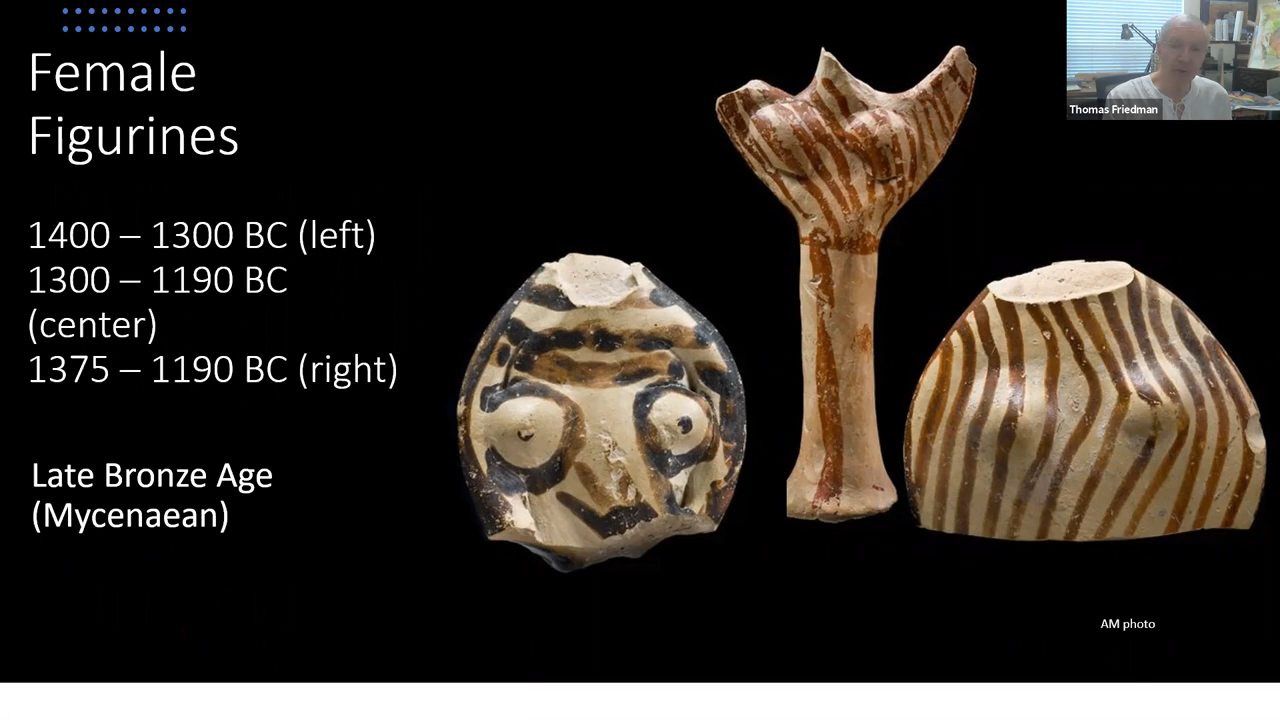 Female
Figurines
1400 – 1300 BC (left)
1300 – 1190 BC
(center)
1375 – 1190 BC (right)
Late Bronze Age
(Mycenaean)
Thomas Friedman
AM photo